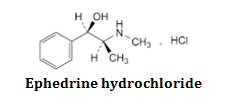 H OH
H
N
CH3 . HCl
H CH3
Ephedrine hydrochloride